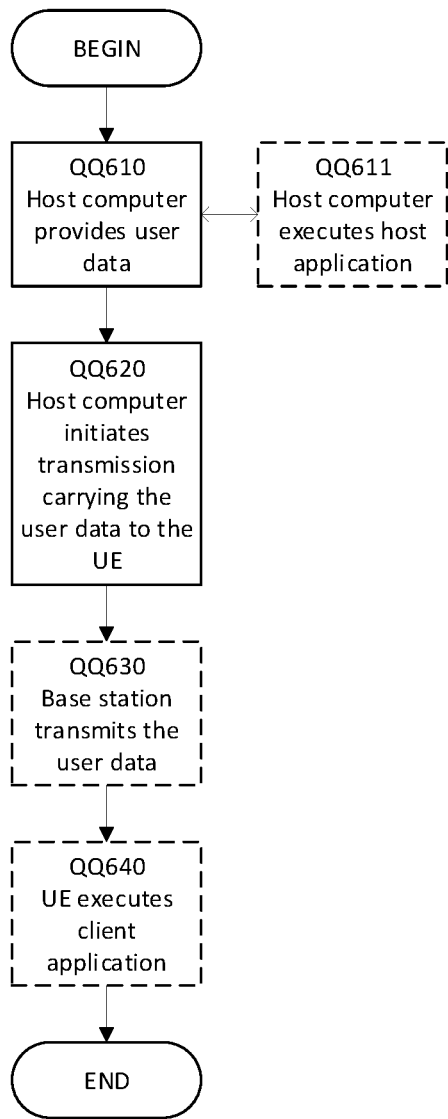 BEGIN
QQ610
Host computer
provides user
data
QQ611
Host computer
executes host
application
QQ620
Host computer
initiates
transmission
carrying the
user data to the
UE
QQ630
Base station
transmits the
user data
QQ640
UE executes
client
application
END